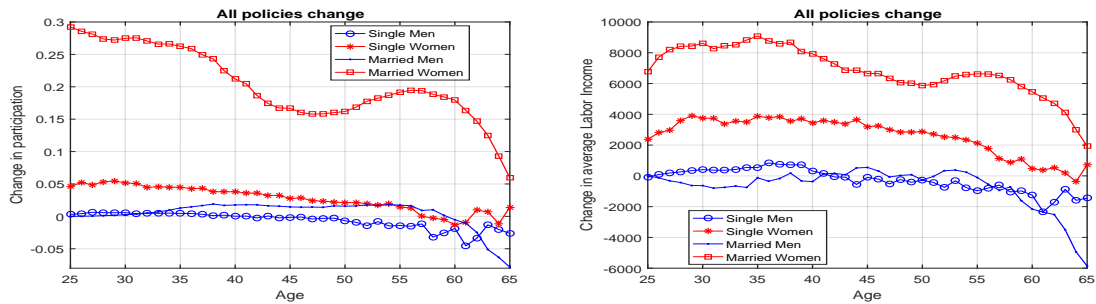 All policies change
0.3
0.25
0.2
0.15
0.1
0.05
0
-0.05
25 30 35 40 45 50 55 60 65
Age
Change in participation
Single Men
Single Women
Married Men
Married Women
All policies change
10000
8000
6000
4000
2000
0
-2000
-4000
-6000
25 30 35 40 45 50 55 60 65
Age
Change in average Labor Income
Single Men
Single Women
Married Men
Married Women